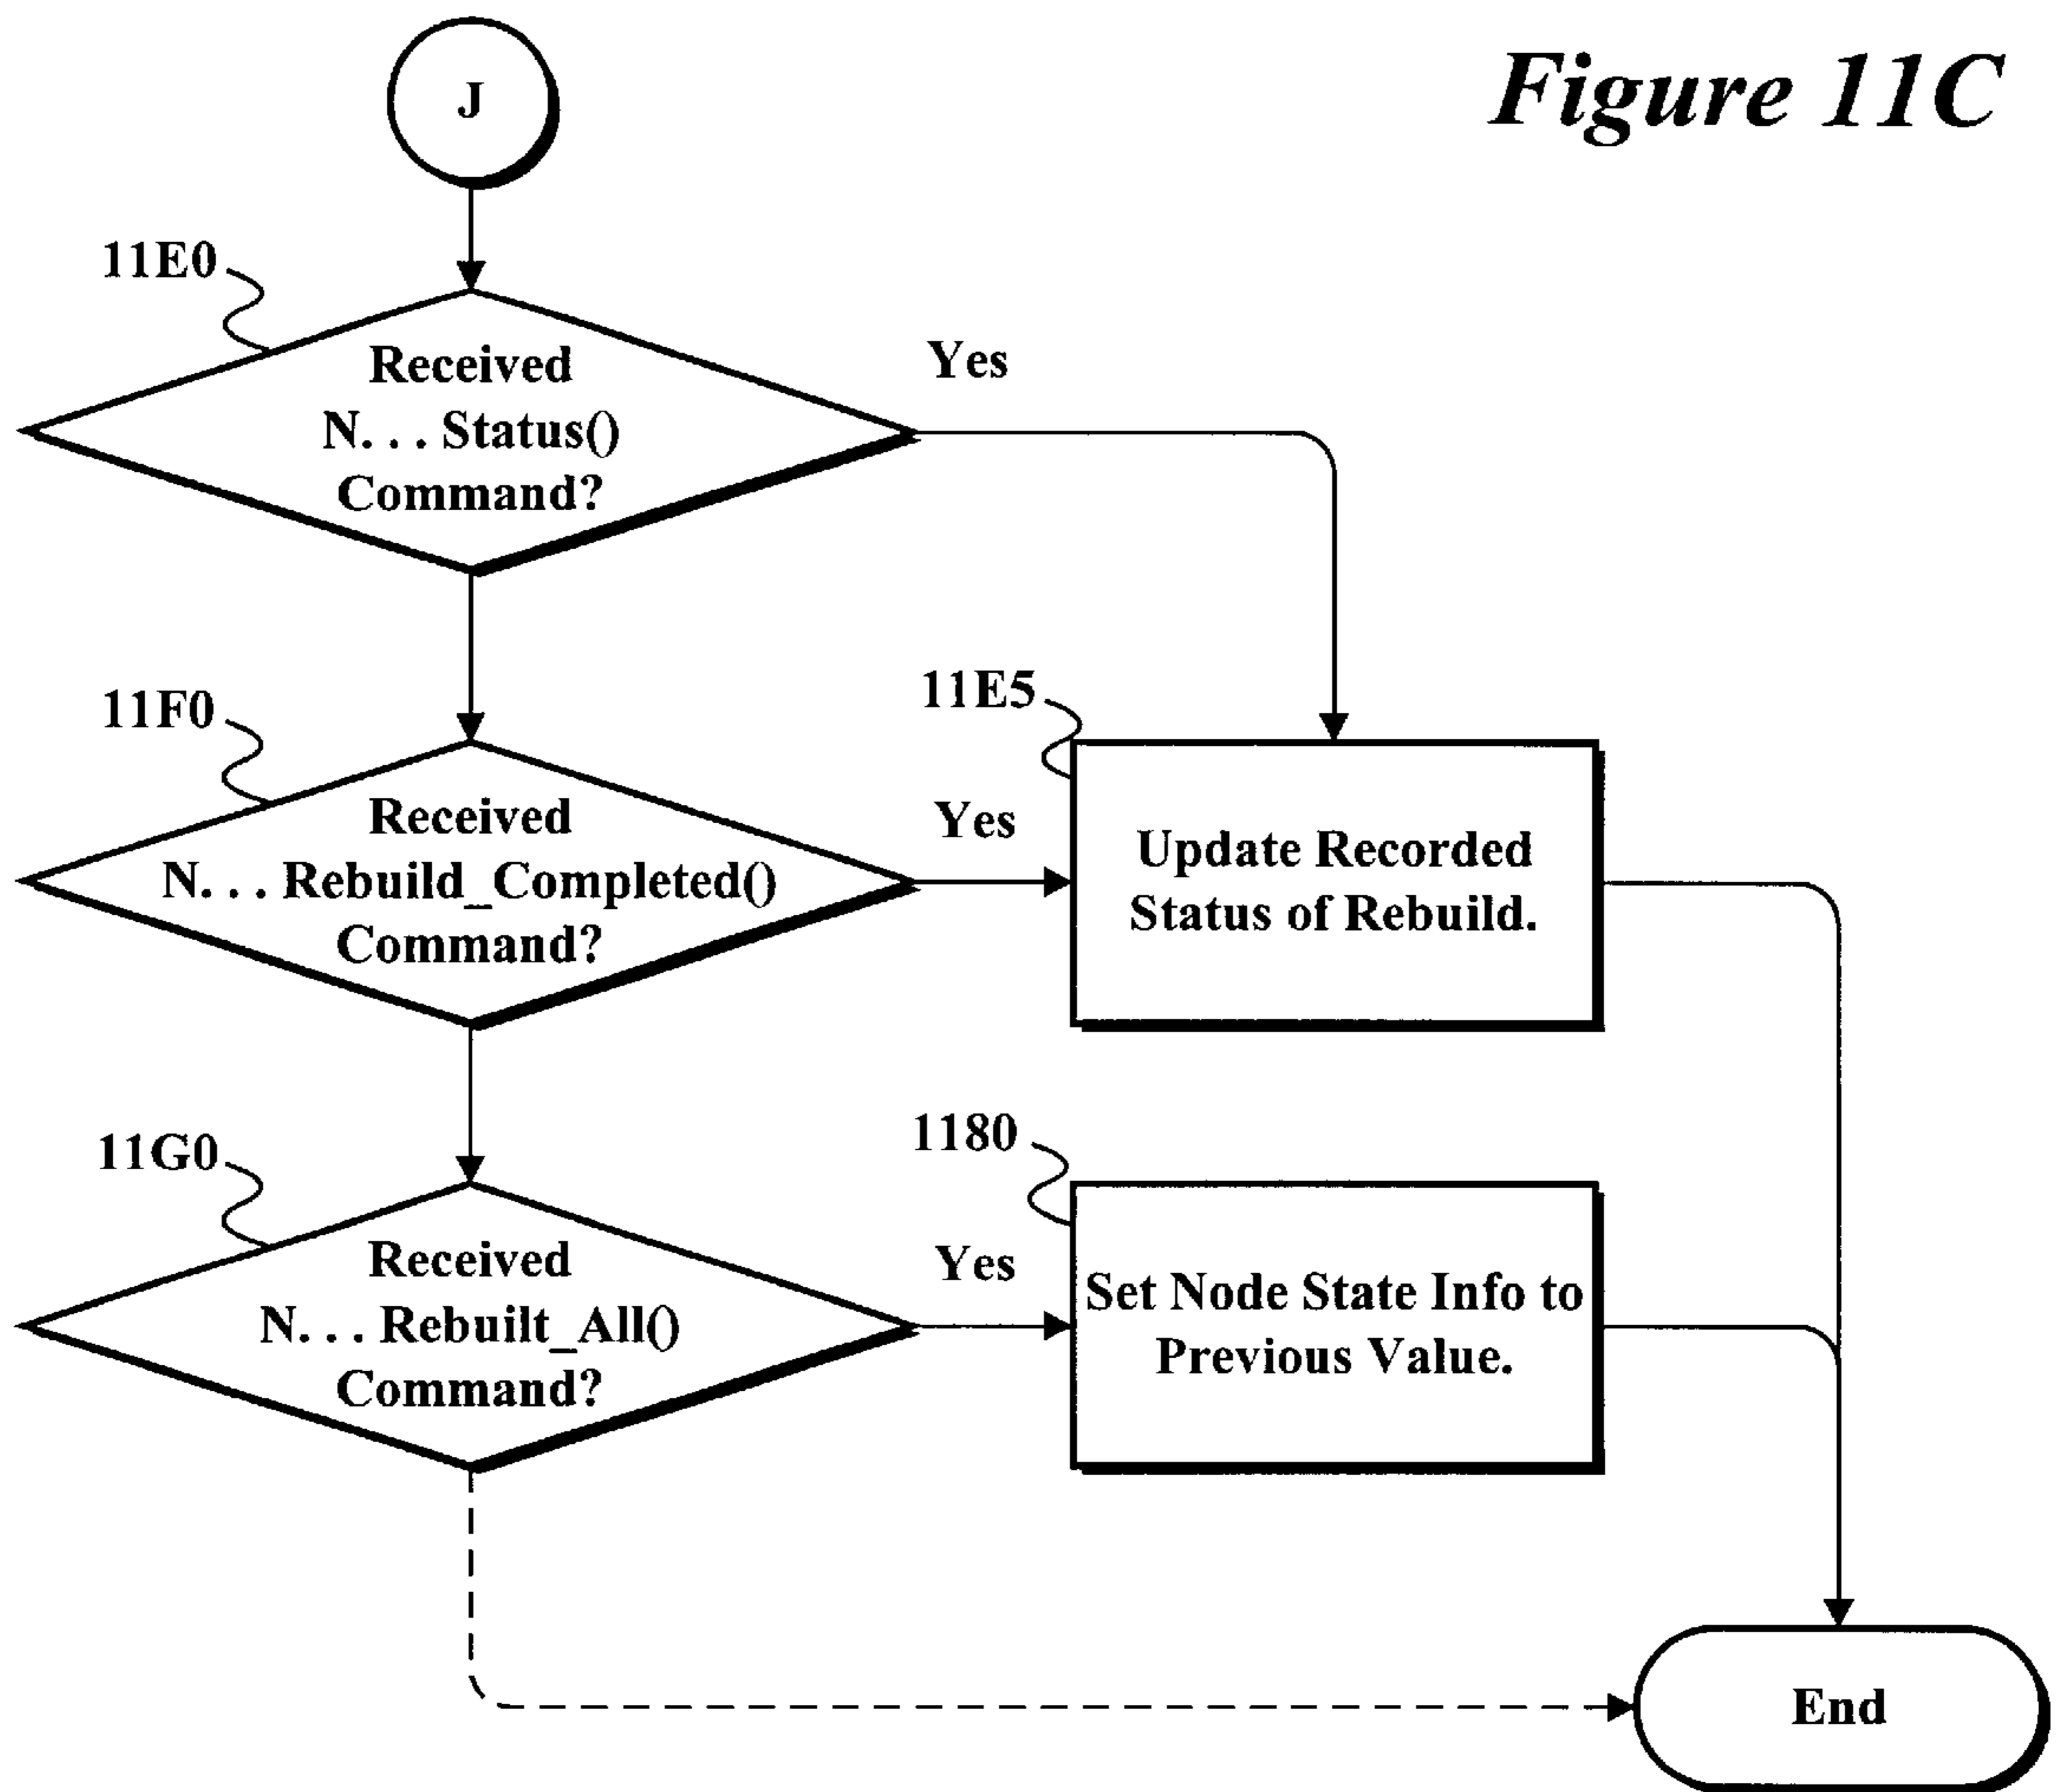 Figure 11C
J
11E0
Received
N. . . Status()
Command?
Yes
11F0
Received
N. . . Rebuild_Completed()
Command?
Yes
11E5
Update Recorded
Status of Rebuild.
11G0
Received
N. . . Rebuilt_All()
Command?
Yes
1180
Set Node State Info to
Previous Value.
End